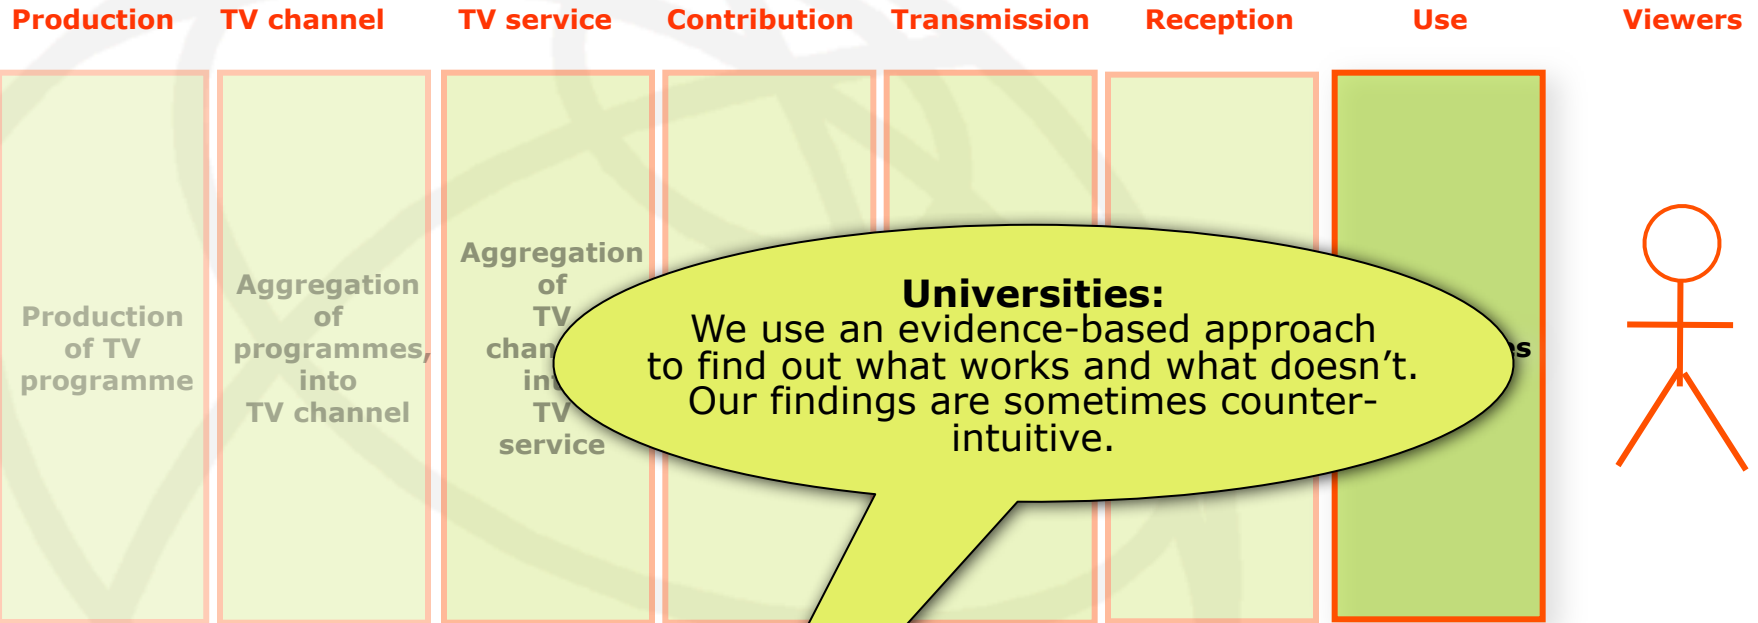 Production TV channel TV service Contribution Transmission Reception Use Viewers
Production
of TV
programme
Aggregation
of
programmes,
into
TV channel
Aggregation
of
TV
TV
service
Universities:
We use an evidence-based approach
to find out what works and what doesn’t.
Our findings are sometimes counter-
intuitive.